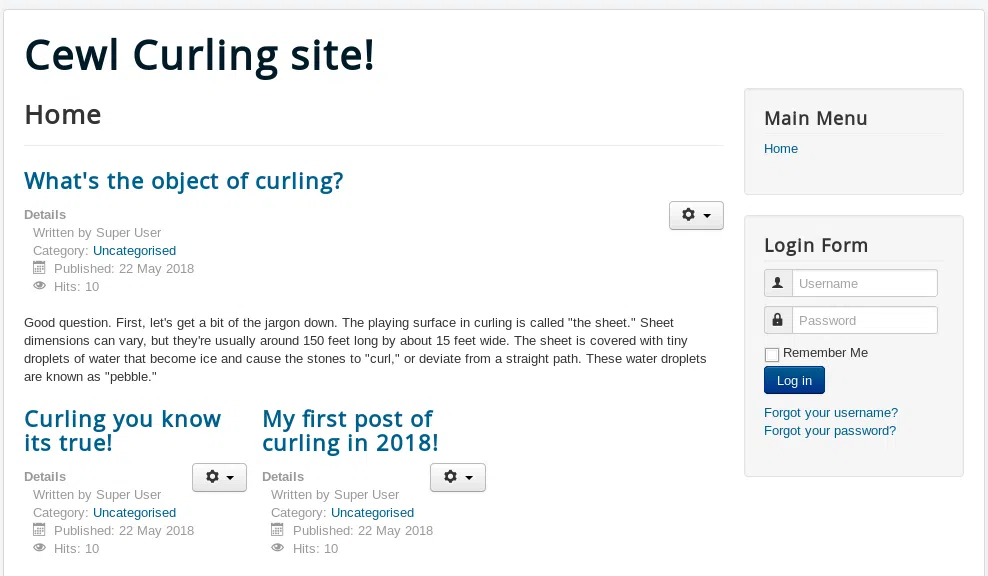 Cewl Curling site!
Home
What's the object of curling?
Details
Written by Super User
Category: Uncategorised
Published: 22 May 2018
Hits: 10
Good question. First, let's get a bit of the jargon down. The playing surface in curling is called "the sheet." Sheet
dimensions can vary, but they're usually around 150 feet long by about 15 feet wide. The sheet is covered with tiny
droplets of water that become ice and cause the stones to "curl," or deviate from a straight path. These water droplets
are known as "pebble."
Curling you know
its true!
Details
Written by Super User
Category: Uncategorised
Published: 22 May 2018
Hits: 10
My first post of
curling in 2018!
Details
Written by Super User
Category: Uncategorised
Published: 22 May 2018
Hits: 10
Main Menu
Home
Login Form
Username
Password
Remember Me
Log in
Forgot your username?
Forgot your password?